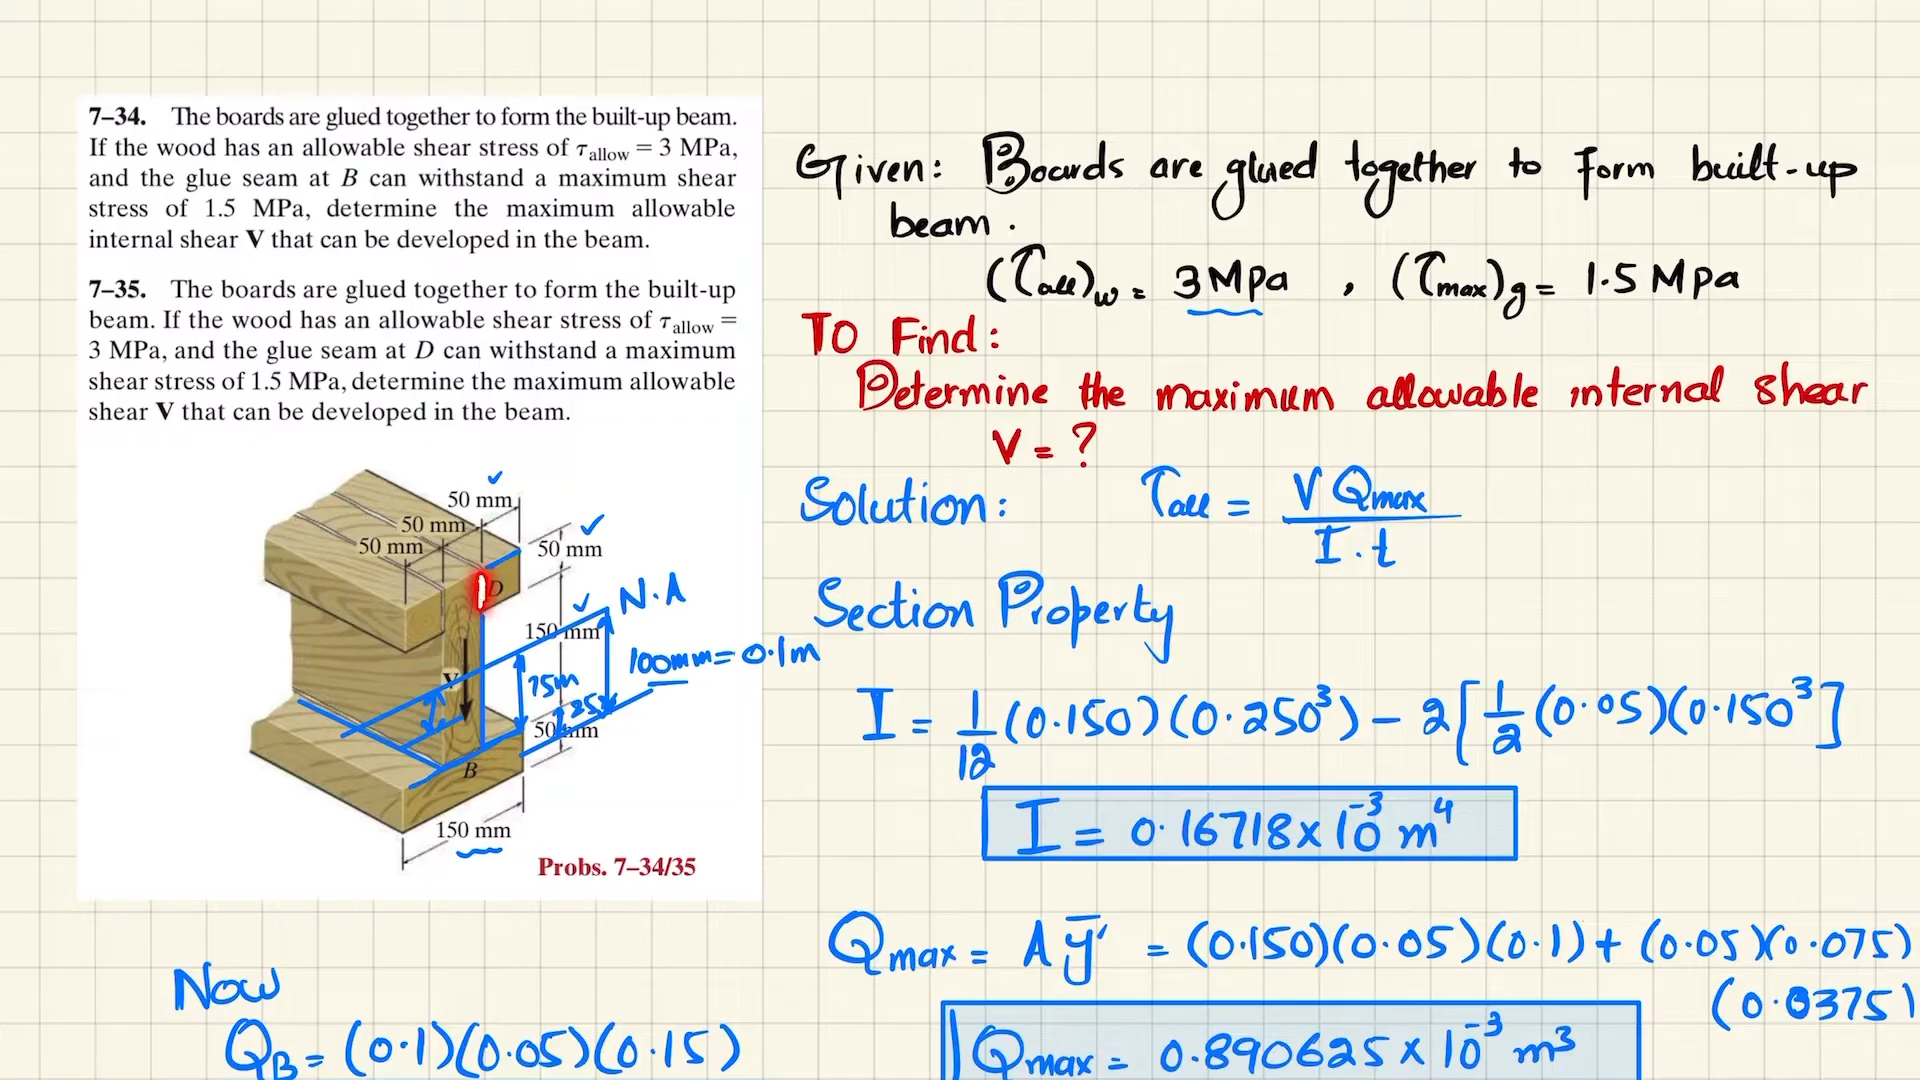 7–34. The boards are glued together to form the built-up beam.
If the wood has an allowable shear stress of τallow = 3 MPa,
and the glue seam at B can withstand a maximum shear
stress of 1.5 MPa, determine the maximum allowable
internal shear V that can be developed in the beam.
7–35. The boards are glued together to form the built-up
beam. If the wood has an allowable shear stress of τallow =
3 MPa, and the glue seam at D can withstand a maximum
shear stress of 1.5 MPa, determine the maximum allowable
shear V that can be developed in the beam.
50 mm
50 mm
50 mm
50 mm
D
N.A
150 mm
100mm = 0.1m
V
75m
25
50 mm
B
150 mm
Probs. 7–34/35
Now
QB = (0.1)(0.05)(0.15)
Given: Boards are glued together to form built-up
beam.
(τall)w = 3 MPa , (τmax)g = 1.5 MPa
TO Find:
Determine the maximum allowable internal shear
V = ?
Solution: τall = V Qmax / I . t
Section Property
I = 1/12 (0.150)(0.250³) – 2[1/2 (0.05)(0.150³]
I = 0.16718 x 10⁻³ m⁴
Qmax = A ȳ' = (0.150)(0.05)(0.1) + (0.05)(0.075)
(0.0375)
Qmax = 0.890625 x 10⁻³ m³